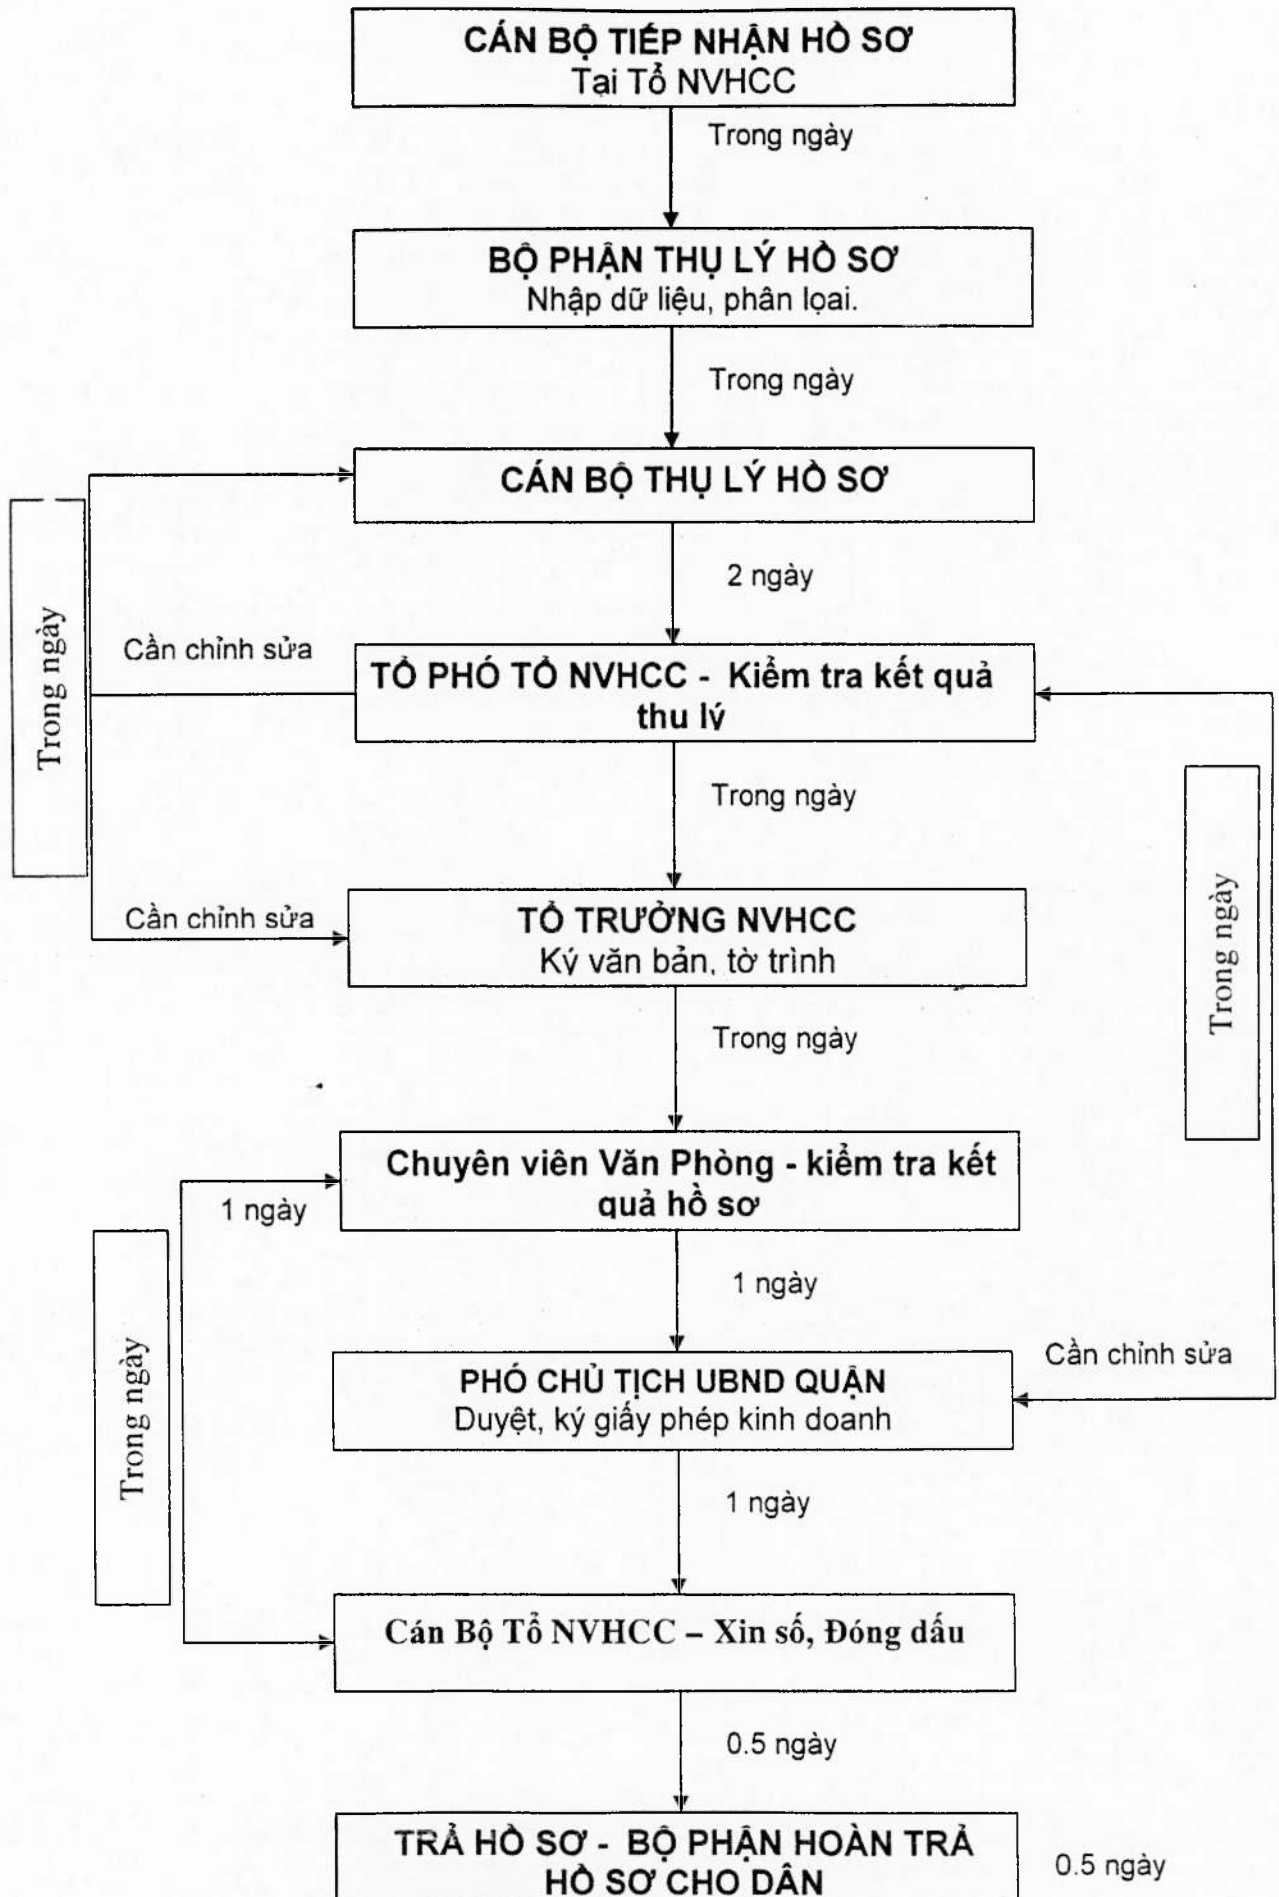 CÁN BỘ TIẾP NHẬN HỒ SƠ
Tại Tổ NVHCC
Trong ngày
BỘ PHẬN THỤ LÝ HỒ SƠ
Nhập dữ liệu, phân lọai.
Trong ngày
CÁN BỘ THỤ LÝ HỒ SƠ
2 ngày
Trong ngày
Cần chỉnh sửa
TỔ PHÓ TỔ NVHCC - Kiểm tra kết quả
thu lý
Trong ngày
Trong ngày
Cần chỉnh sửa
TỔ TRƯỞNG NVHCC
Ký văn bản, tờ trình
Trong ngày
Chuyên viên Văn Phòng - kiểm tra kết
quả hồ sơ
1 ngày
1 ngày
Trong ngày
Cần chỉnh sửa
PHÓ CHỦ TỊCH UBND QUẬN
Duyệt, ký giấy phép kinh doanh
1 ngày
Cán Bộ Tổ NVHCC – Xin số, Đóng dấu
0.5 ngày
TRẢ HỒ SƠ - BỘ PHẬN HOÀN TRẢ
HỒ SƠ CHO DÂN
0.5 ngày